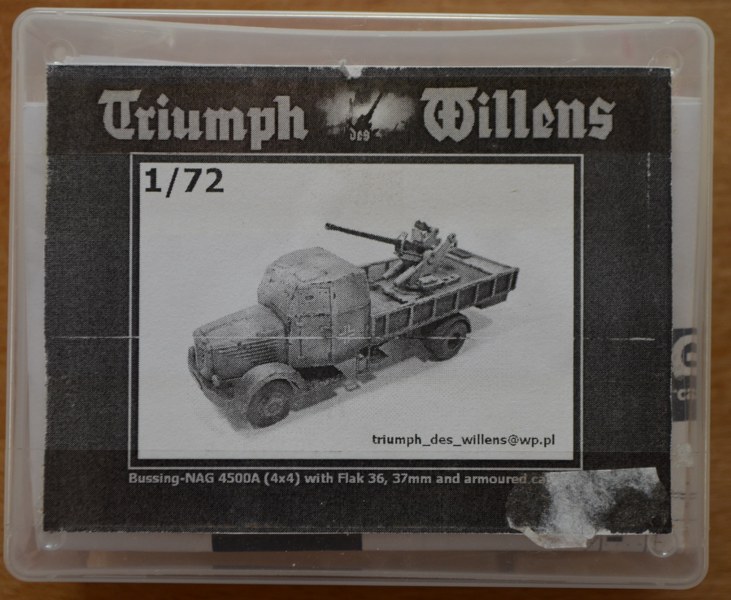 Triumph des Willens
1/72
triumph_des_willens@wp.pl
Bussing-NAG 4500A (4x4) with Flak 36, 37mm and armoured